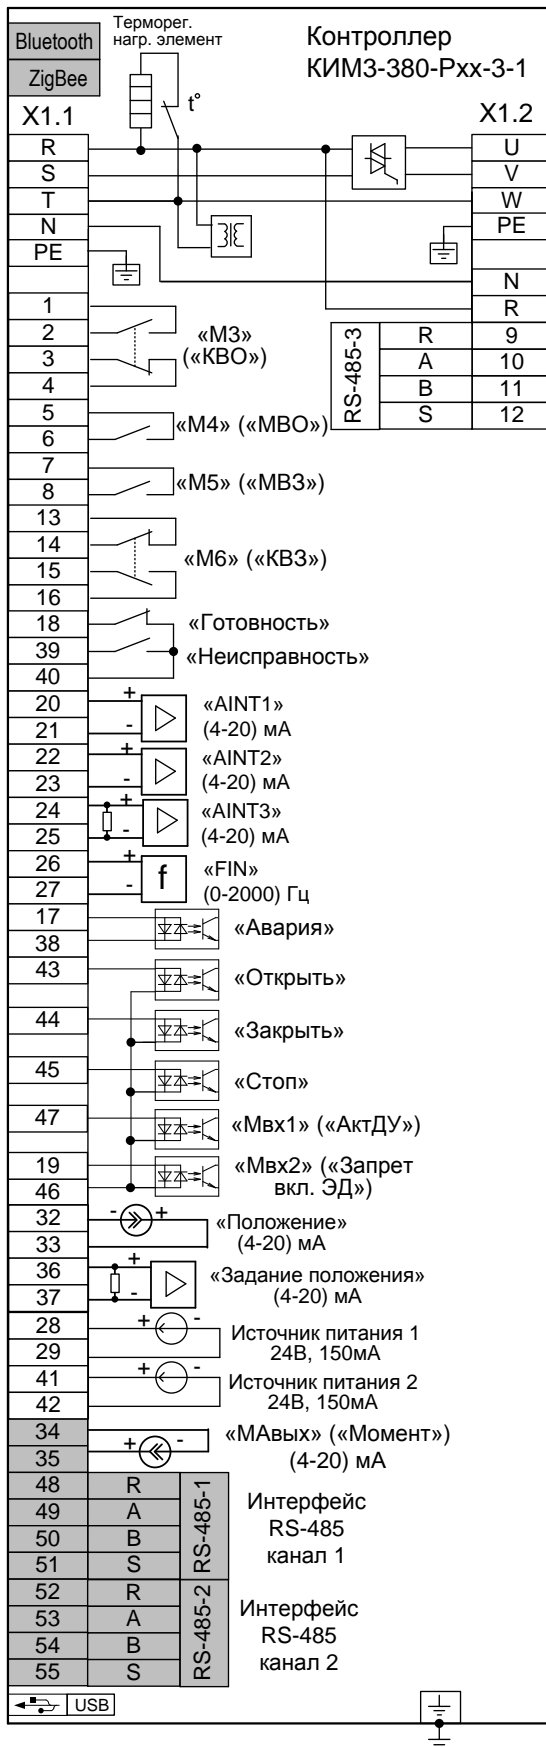 Bluetooth
ZigBee
Терморег.
нагр. элемент
Контроллер
КИМ3-380-Рхх-3-1
t°
X1.1
X1.2
R
S
T
N
PE
U
V
W
PE
N
R
RS-485-3
R 9
A 10
B 11
S 12
1
2
3
4
«М3»
(«КВО»)
5
6
«М4» («МВО»)
7
8
«М5» («МВЗ»)
13
14
15
16
«М6» («КВЗ»)
18
39
40
«Готовность»
«Неисправность»
20
21
+
-
«AINT1»
(4-20) мА
22
23
+
-
«AINT2»
(4-20) мА
24
25
+
-
«AINT3»
(4-20) мА
26
27
+
-
f
«FIN»
(0-2000) Гц
17
38
«Авария»
43
«Открыть»
44
«Закрыть»
45
«Стоп»
47
«Мвх1» («АктДУ»)
19
46
«Мвх2» («Запрет
вкл. ЭД»)
32
33
- +
«Положение»
(4-20) мА
36
37
+
-
«Задание положения»
(4-20) мА
28
29
+ -
Источник питания 1
24В, 150мА
41
42
+ -
Источник питания 2
24В, 150мА
34
35
+ -
«МАвых» («Момент»)
(4-20) мА
48 R
49 A
50 B
51 S
RS-485-1
Интерфейс
RS-485
канал 1
52 R
53 A
54 B
55 S
RS-485-2
Интерфейс
RS-485
канал 2
USB